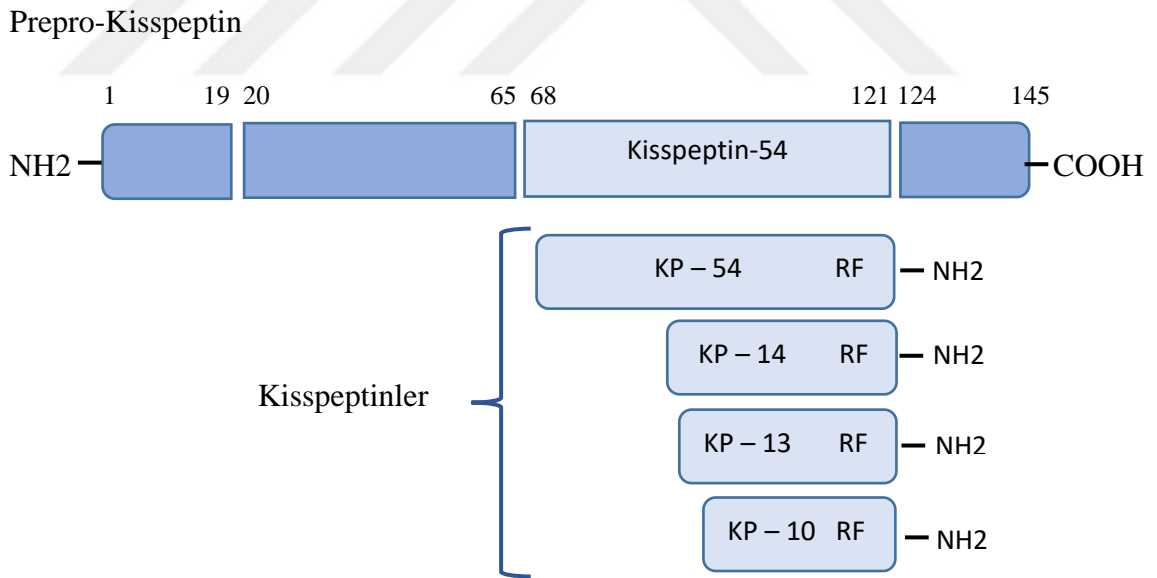 Prepro-Kisspeptin
1 19 20 65 68 121 124 145
NH2 Kisspeptin-54 COOH
KP – 54 RF NH2
KP – 14 RF NH2
Kisspeptinler
KP – 13 RF NH2
KP – 10 RF NH2